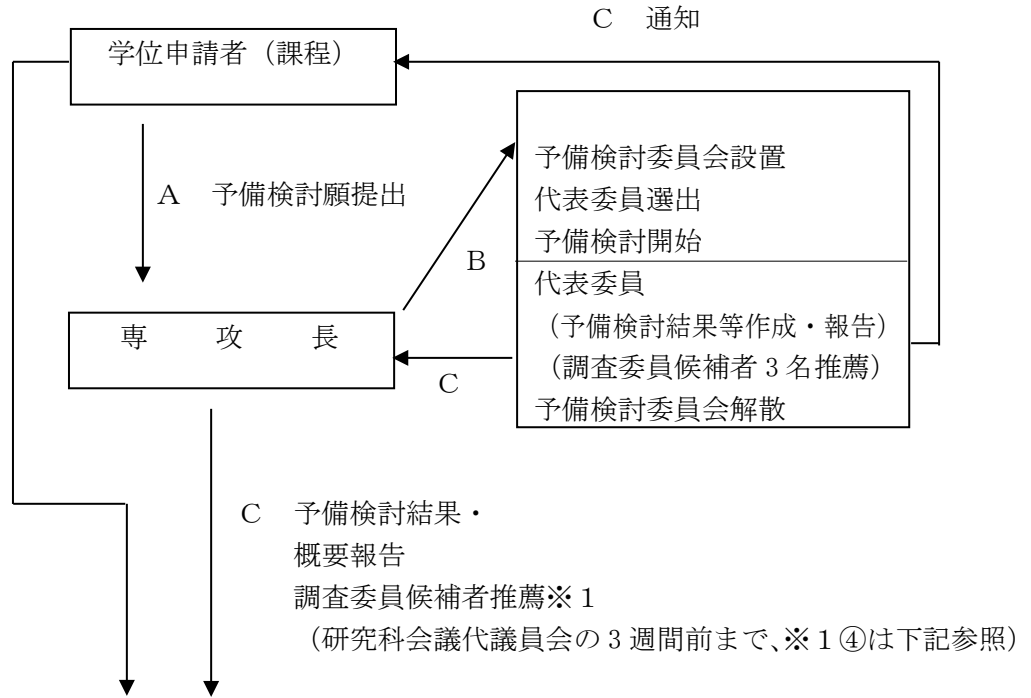 C　通知
学位申請者（課程）
予備検討委員会設置
代表委員選出
予備検討開始
A　予備検討願提出
B
代表委員
（予備検討結果等作成・報告）
（調査委員候補者3名推薦）
予備検討委員会解散
専　攻　長
C
C　予備検討結果・
概要報告
調査委員候補者推薦※１
（研究科会議代議員会の3週間前まで、※１④は下記参照）